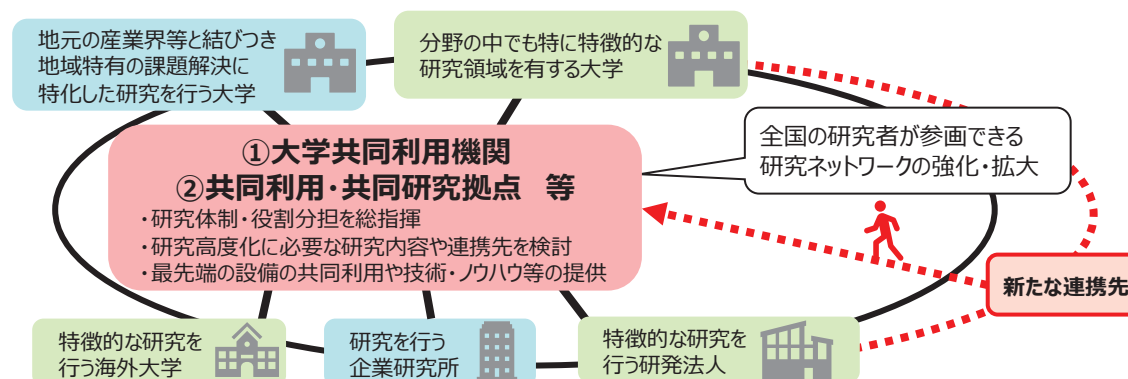 地元の産業界等と結びつき
地域特有の課題解決に
特化した研究を行う大学
分野の中でも特に特徴的な
研究領域を有する大学
①大学共同利用機関
②共同利用・共同研究拠点　等
・研究体制・役割分担を総指揮
・研究高度化に必要な研究内容や連携先を検討
・最先端の設備の共同利用や技術・ノウハウ等の提供
全国の研究者が参画できる
研究ネットワークの強化・拡大
新たな連携先
特徴的な研究を
行う海外大学
研究を行う
企業研究所
特徴的な研究を
行う研発法人